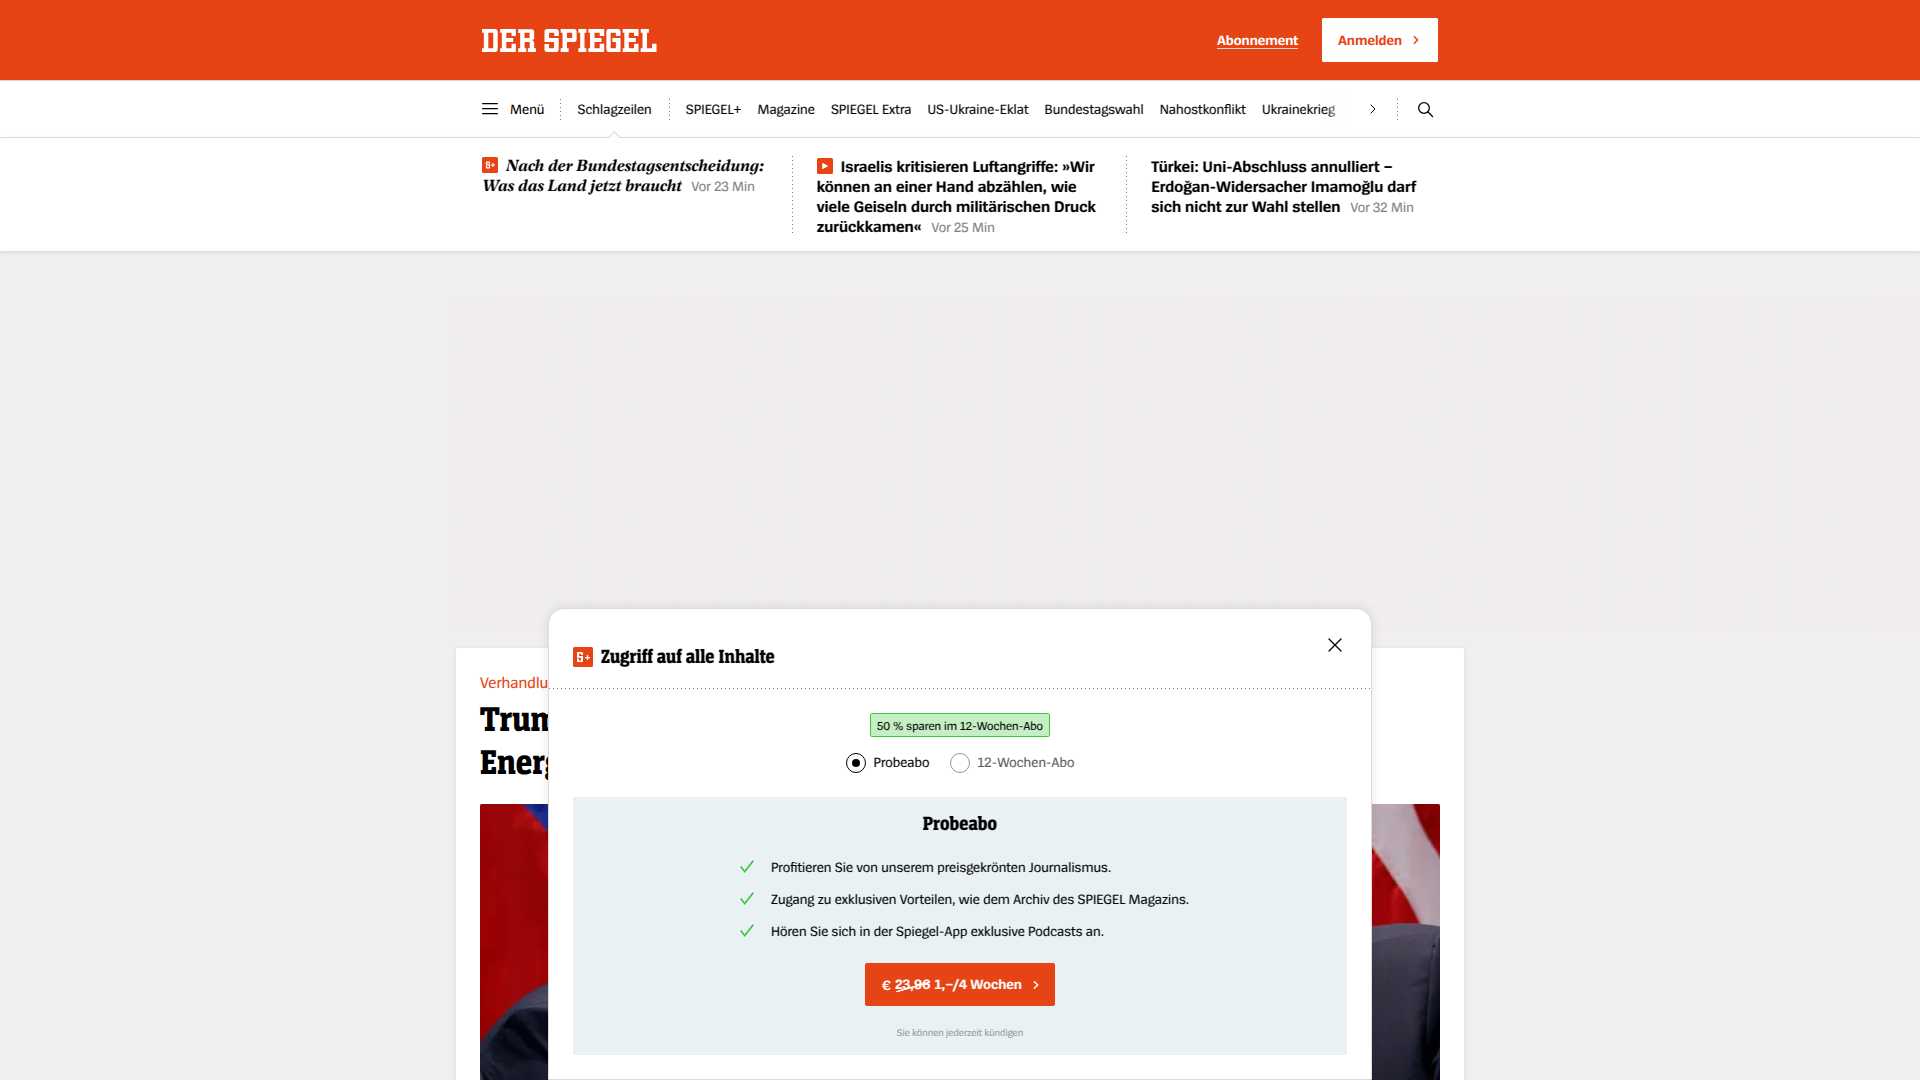 DER SPIEGEL
Abonnement
Anmelden
Menü
Schlagzeilen
SPIEGEL+
Magazine
SPIEGEL Extra
US-Ukraine-Eklat
Bundestagswahl
Nahostkonflikt
Ukrainekrieg
Nach der Bundestagsentscheidung:
Was das Land jetzt braucht Vor 23 Min
Israelis kritisieren Luftangriffe: »Wir
können an einer Hand abzählen, wie
viele Geiseln durch militärischen Druck
zurückkamen« Vor 25 Min
Türkei: Uni-Abschluss annulliert –
Erdoğan-Widersacher Imamoğlu darf
sich nicht zur Wahl stellen Vor 32 Min
Verhandlu
Trum
Energ
Zugriff auf alle Inhalte
50 % sparen im 12-Wochen-Abo
Probeabo
12-Wochen-Abo
Probeabo
Profitieren Sie von unserem preisgekrönten Journalismus.
Zugang zu exklusiven Vorteilen, wie dem Archiv des SPIEGEL Magazins.
Hören Sie sich in der Spiegel-App exklusive Podcasts an.
€ 23,96 1,–/4 Wochen
Sie können jederzeit kündigen